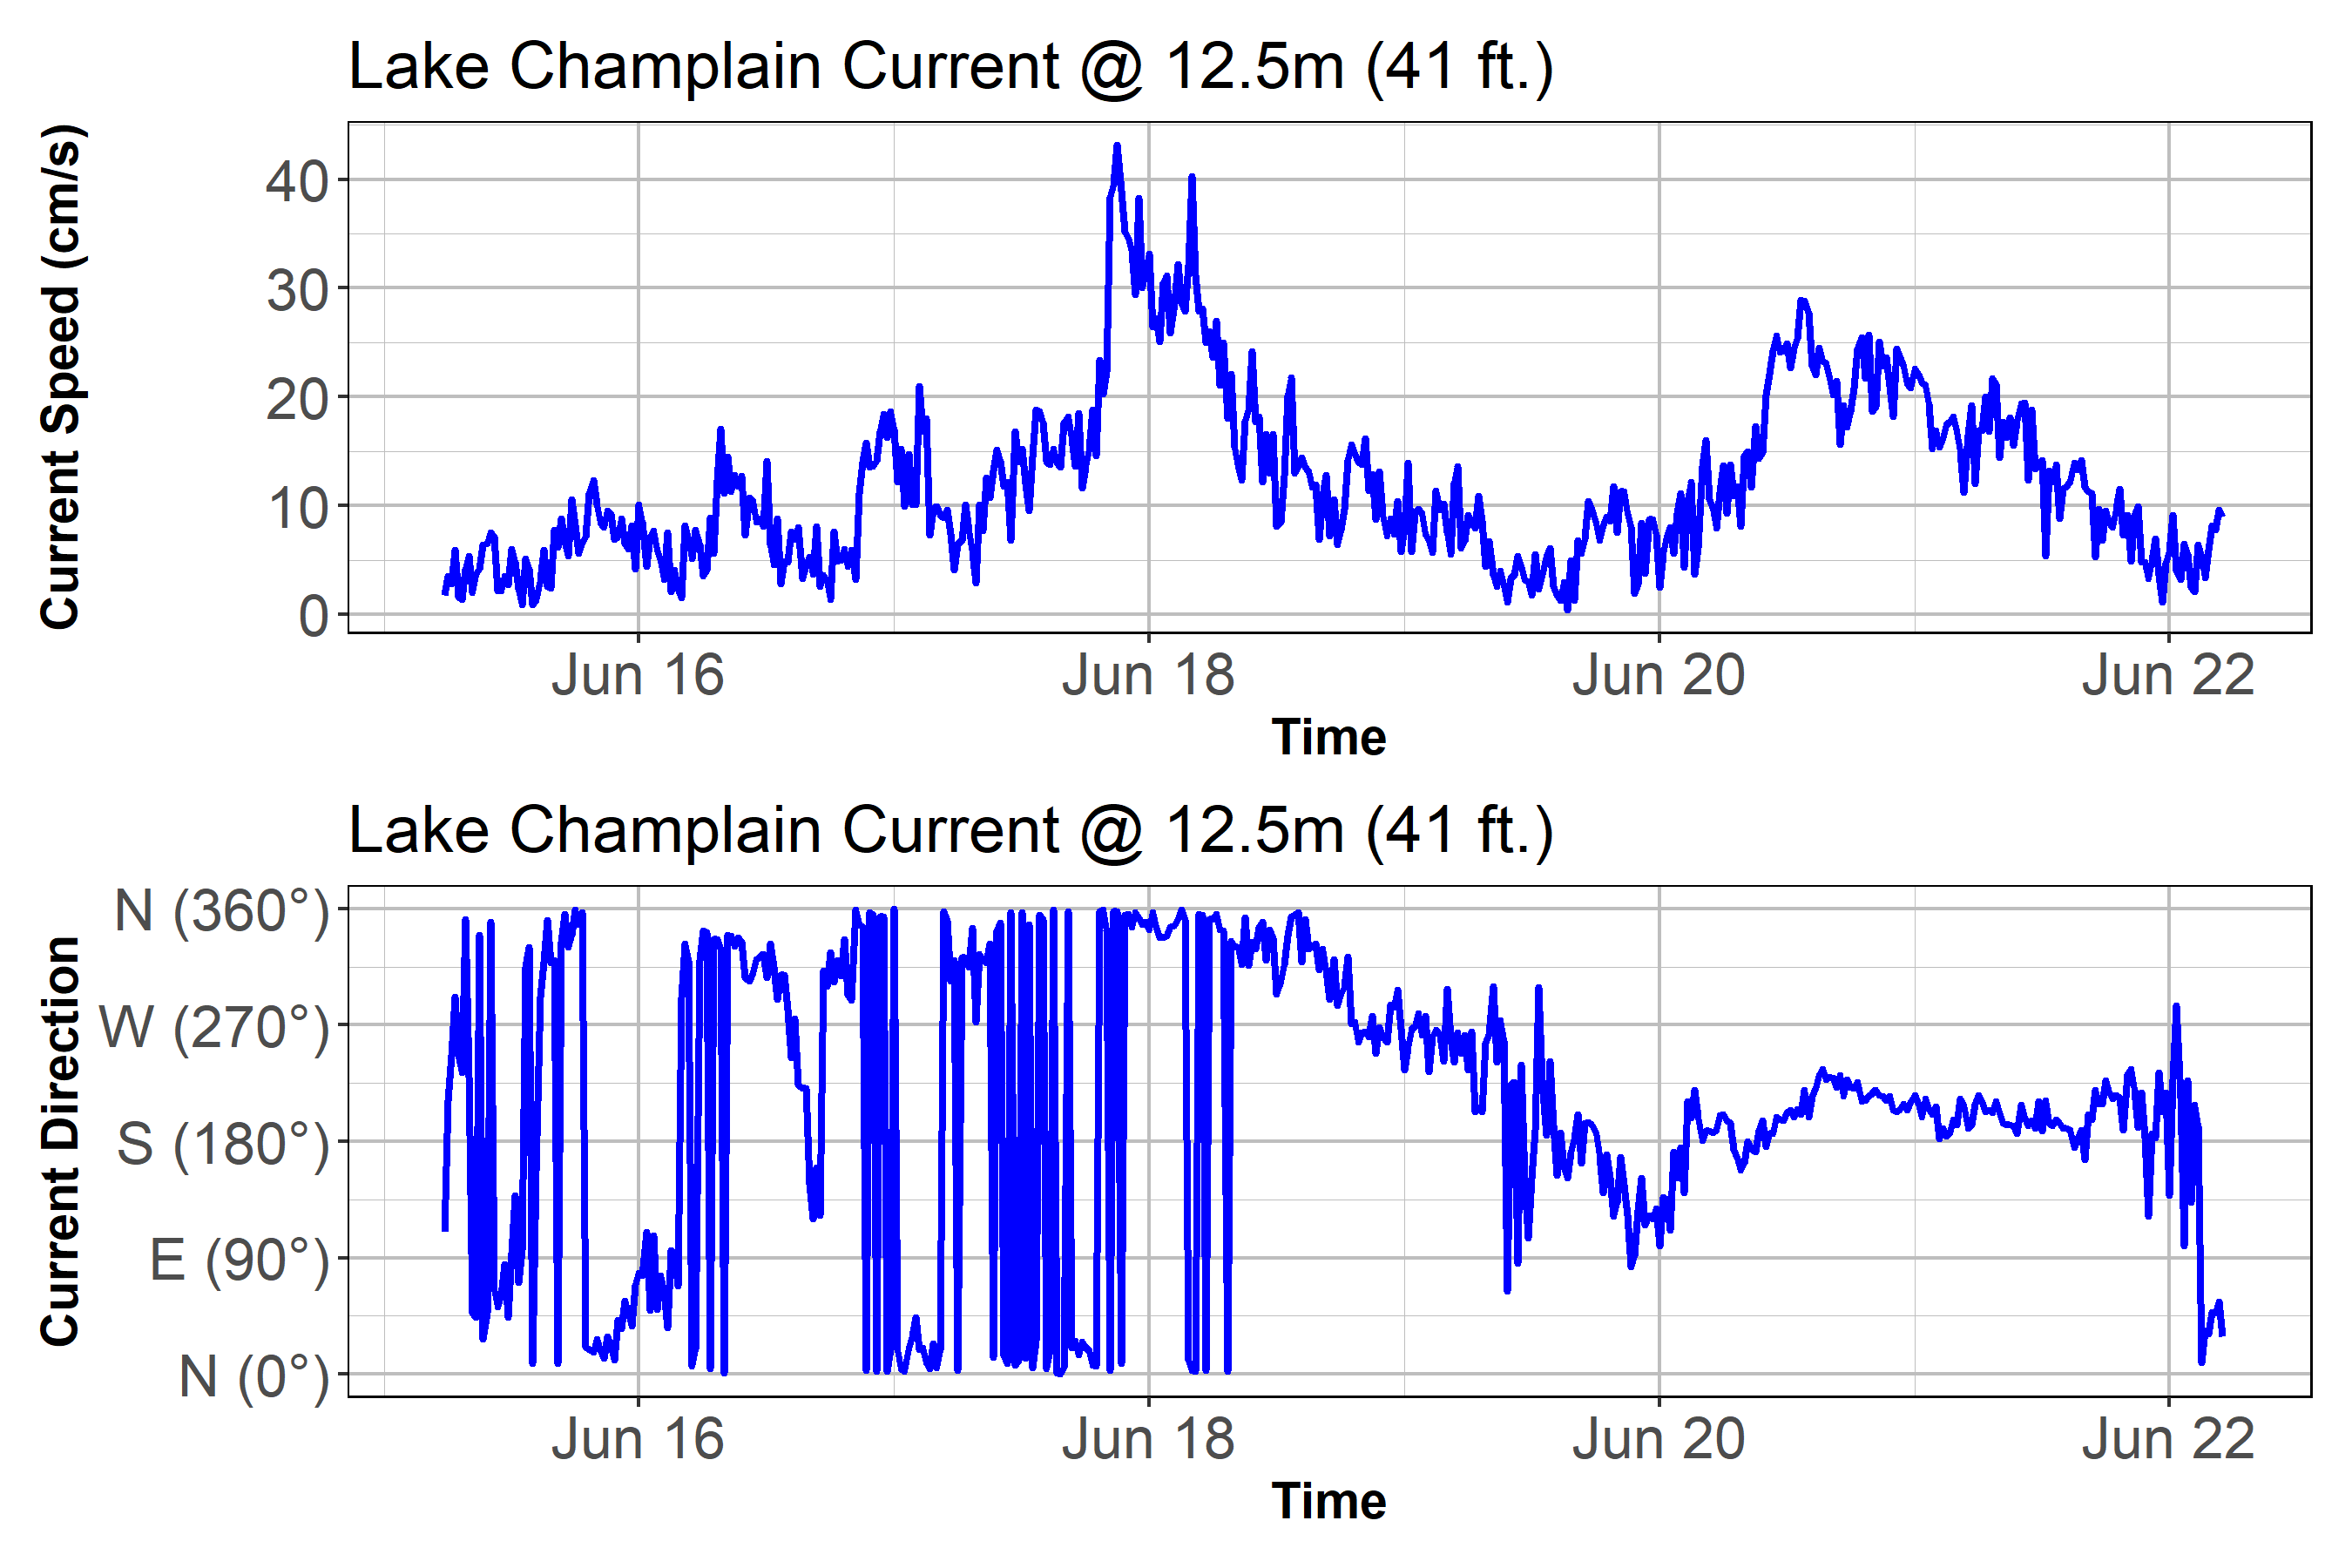 Lake Champlain Current @ 12.5m (41 ft.)
Current Speed (cm/s)
40
30
20
10
0
Jun 16 Jun 18 Jun 20 Jun 22
Time
Lake Champlain Current @ 12.5m (41 ft.)
Current Direction
N (360°)
W (270°)
S (180°)
E (90°)
N (0°)
Jun 16 Jun 18 Jun 20 Jun 22
Time